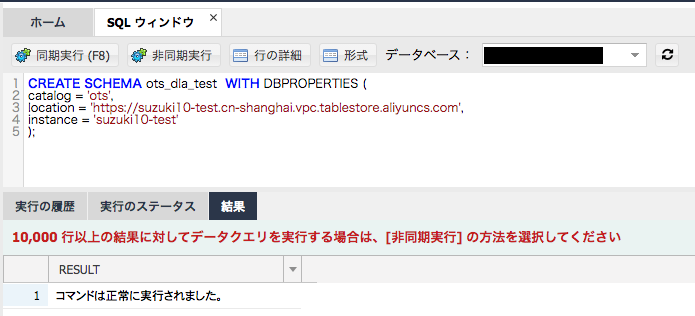 ホーム SQL ウィンドウ ×
同期実行 (F8) 非同期実行 行の詳細 形式 データベース：
1 CREATE SCHEMA ots_dla_test  WITH DBPROPERTIES (
2 catalog = 'ots',
3 location = 'https://suzuki10-test.cn-shanghai.vpc.tablestore.aliyuncs.com',
4 instance = 'suzuki10-test'
5 );
実行の履歴 実行のステータス 結果
10,000 行以上の結果に対してデータクエリを実行する場合は、[非同期実行] の方法を選択してください
RESULT
1 コマンドは正常に実行されました。